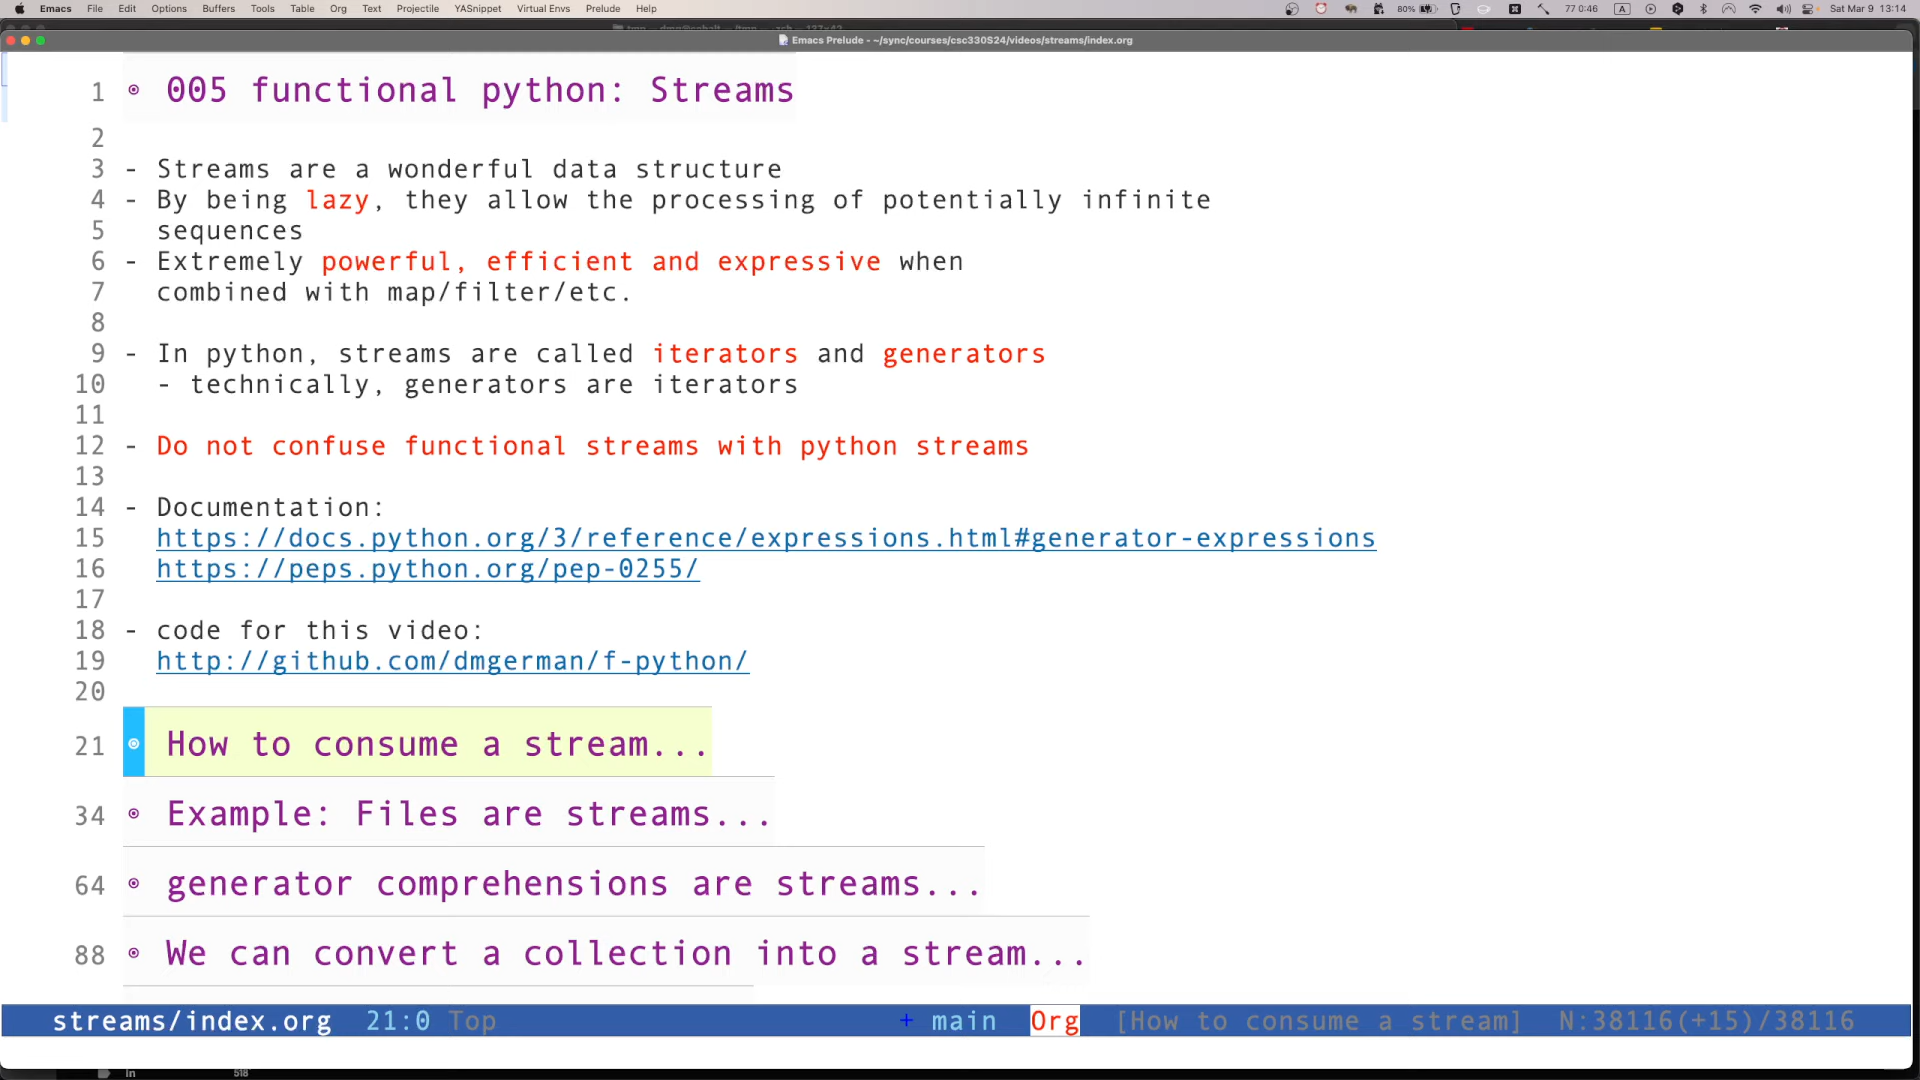 Emacs File Edit Options Buffers Tools Table Org Text Projectile YASnippet Virtual Envs Prelude Help 80% 77 0:46 A Sat Mar 9 13:14
Emacs Prelude - ~/sync/courses/csc330S24/videos/streams/index.org
1 005 functional python: Streams
2
3 - Streams are a wonderful data structure
4 - By being lazy, they allow the processing of potentially infinite
5 sequences
6 - Extremely powerful, efficient and expressive when
7 combined with map/filter/etc.
8
9 - In python, streams are called iterators and generators
10 - technically, generators are iterators
11
12 - Do not confuse functional streams with python streams
13
14 - Documentation:
15 https://docs.python.org/3/reference/expressions.html#generator-expressions
16 https://peps.python.org/pep-0255/
17
18 - code for this video:
19 http://github.com/dmgerman/f-python/
20
21 How to consume a stream...
34 Example: Files are streams...
64 generator comprehensions are streams...
88 We can convert a collection into a stream...
streams/index.org 21:0 Top + main Org [How to consume a stream] N:38116(+15)/38116
In 518